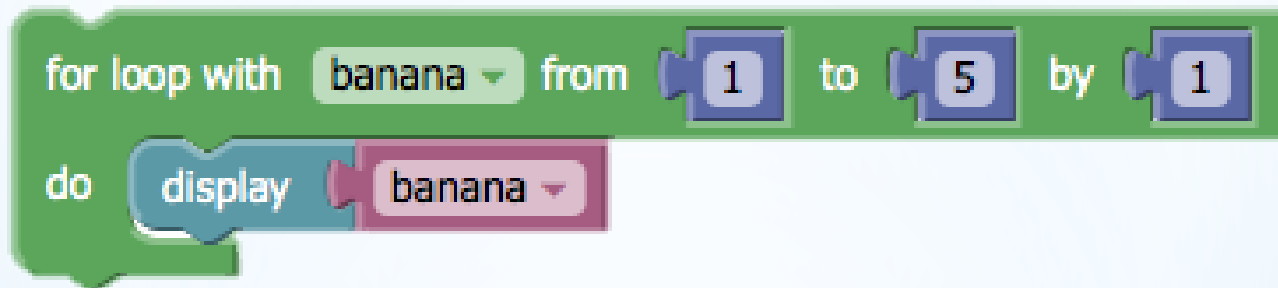 for loop with banana from 1 to 5 by 1
do display banana